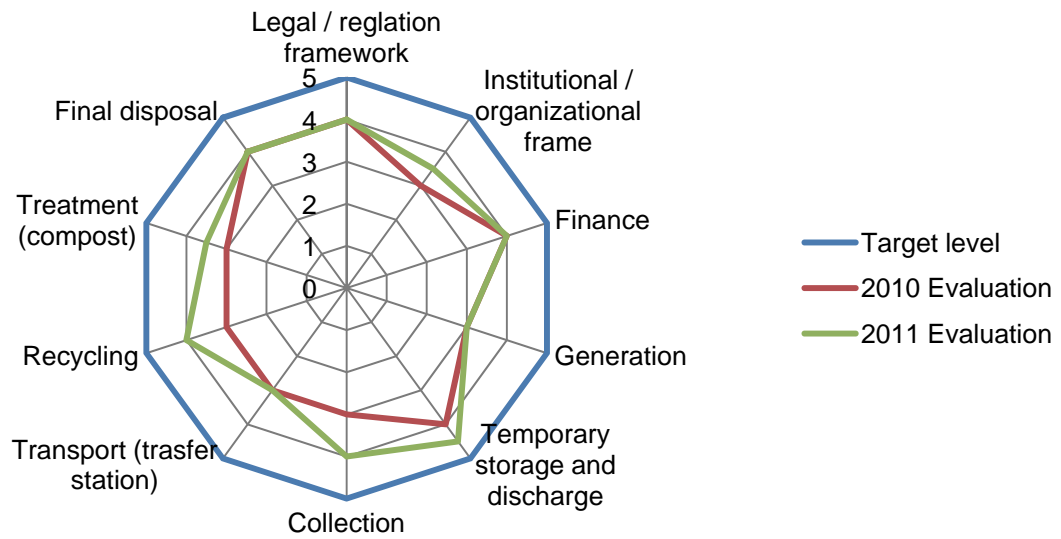 Legal / reglation
framework
Institutional /
organizational
frame
Finance
Generation
Temporary
storage and
discharge
Collection
Transport (trasfer
station)
Recycling
Treatment
(compost)
Final disposal
5
4
3
2
1
0
Target level
2010 Evaluation
2011 Evaluation